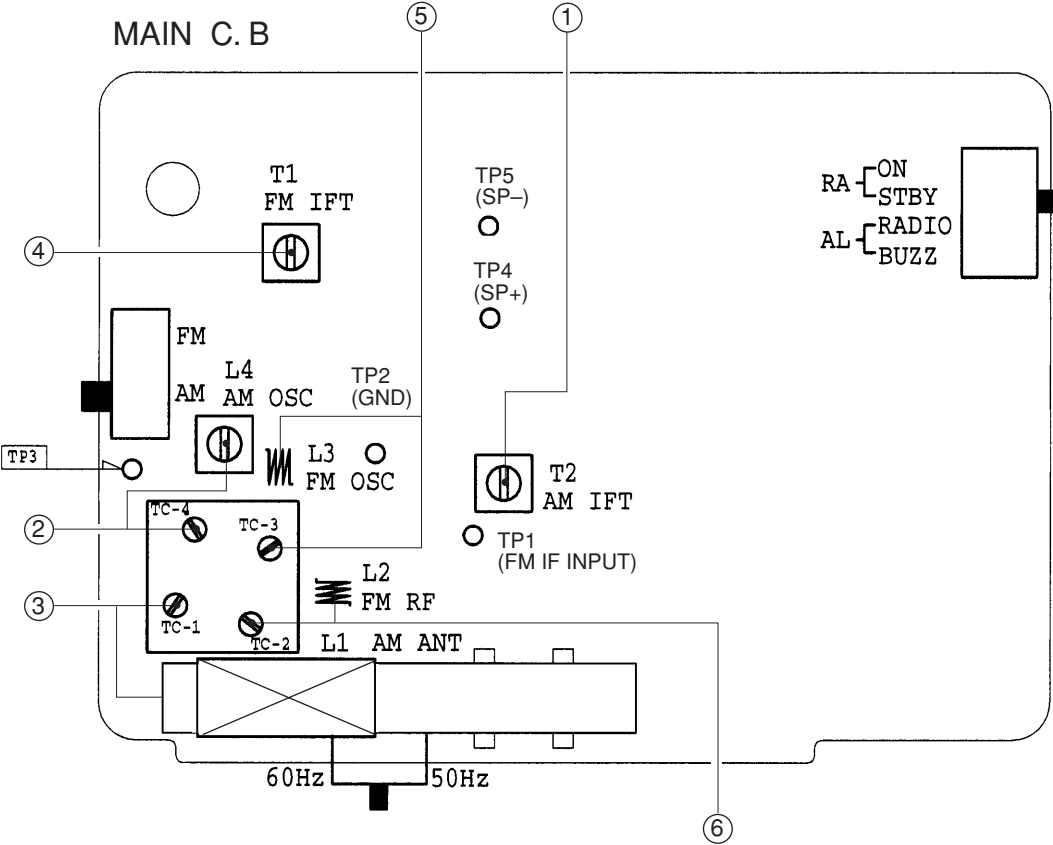 ⑤
①
MAIN C. B
T1
FM IFT
TP5
(SP–)
RA
ON
STBY
AL
RADIO
BUZZ
④
TP4
(SP+)
FM
AM
L4
AM OSC
TP2
(GND)
TP3
L3
FM OSC
T2
AM IFT
②
TC-4
TC-3
TP1
(FM IF INPUT)
③
TC-1
TC-2
L2
FM RF
L1 AM ANT
60Hz
50Hz
⑥